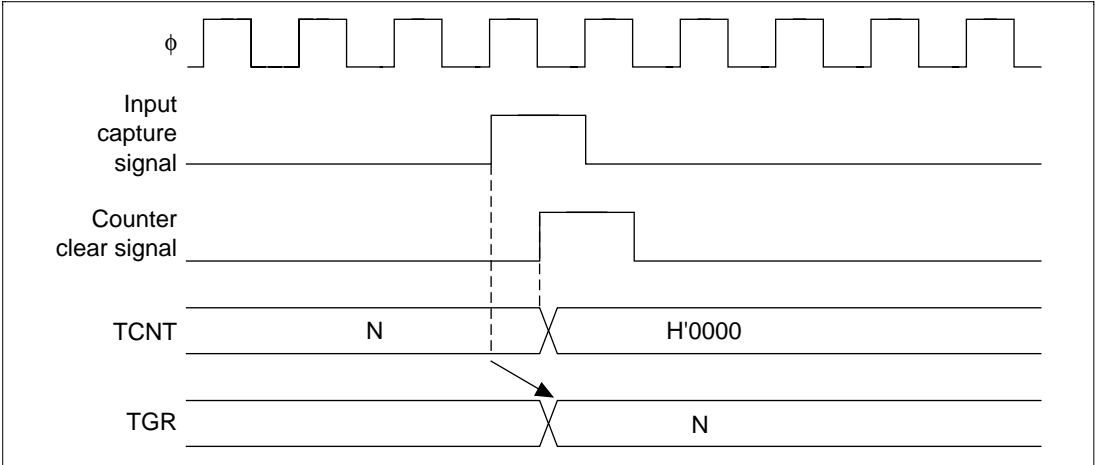 ϕ
Input
capture
signal
Counter
clear signal
TCNT
N
H'0000
TGR
N